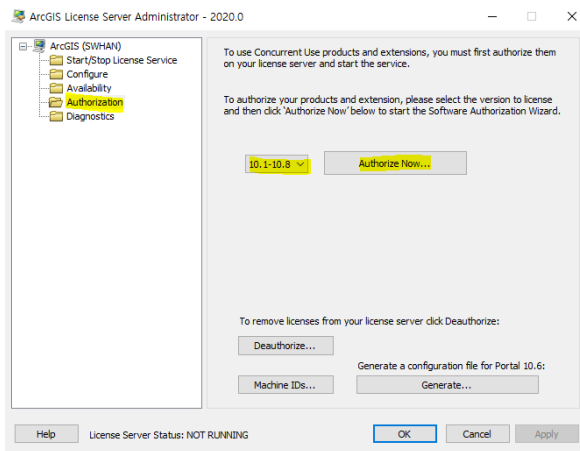 ArcGIS License Server Administrator - 2020.0
ArcGIS (SWHAN)
Start/Stop License Service
Configure
Availability
Authorization
Diagnostics
To use Concurrent Use products and extensions, you must first authorize them
on your license server and start the service.
To authorize your products and extension, please select the version to license
and then click 'Authorize Now' below to start the Software Authorization Wizard.
10.1-10.8
Authorize Now...
To remove licenses from your license server click Deauthorize:
Deauthorize...
Generate a configuration file for Portal 10.6:
Machine IDs...
Generate...
Help
License Server Status: NOT RUNNING
OK
Cancel
Apply